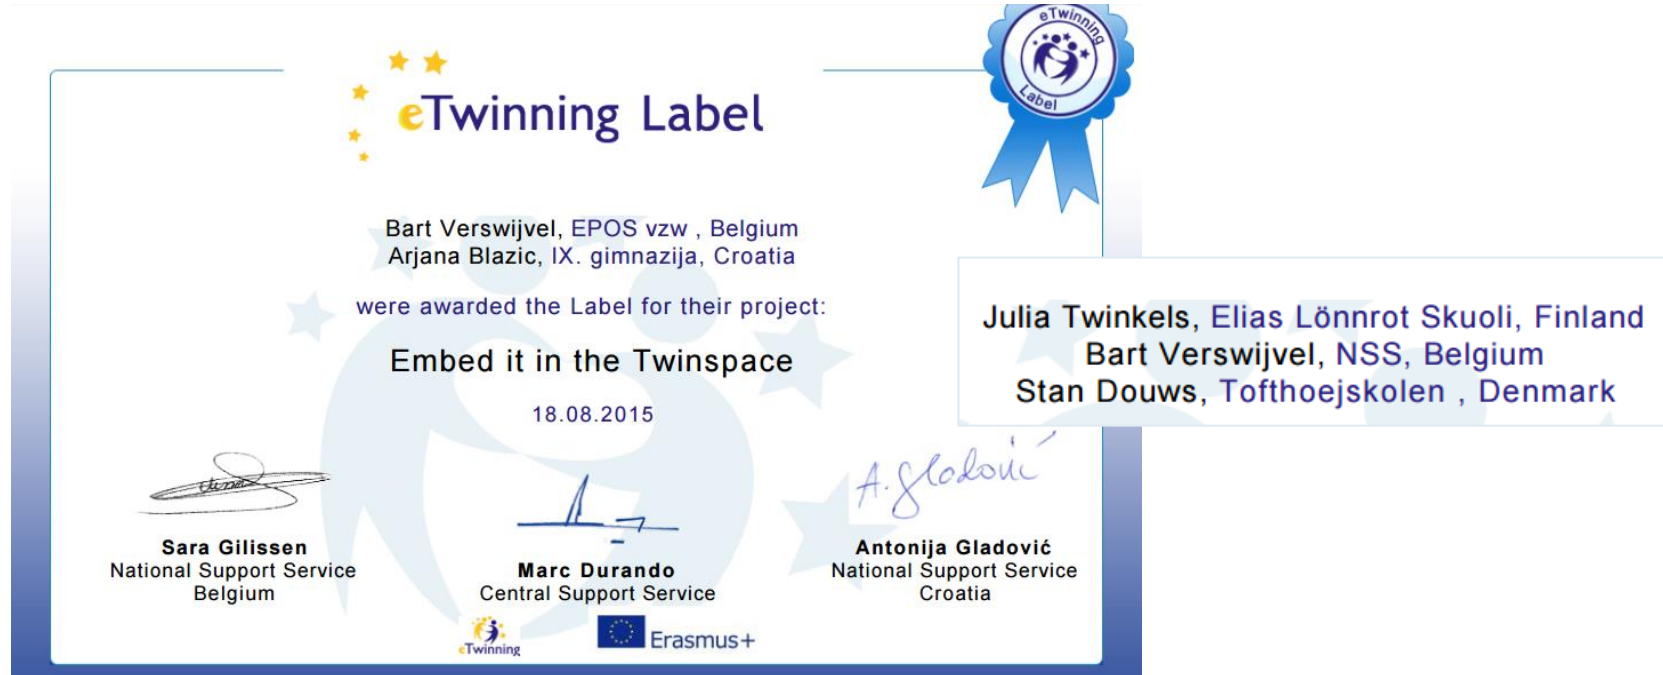 eTwinning
Label
eTwinning Label
Bart Verswijvel, EPOS vzw , Belgium
Arjana Blazic, IX. gimnazija, Croatia
were awarded the Label for their project:
Embed it in the Twinspace
18.08.2015
Julia Twinkels, Elias Lönnrot Skuoli, Finland
Bart Verswijvel, NSS, Belgium
Stan Douws, Tofthoejskolen , Denmark
A. Gladović
Sara Gilissen
National Support Service
Belgium
Marc Durando
Central Support Service
Antonija Gladović
National Support Service
Croatia
eTwinning
Erasmus+